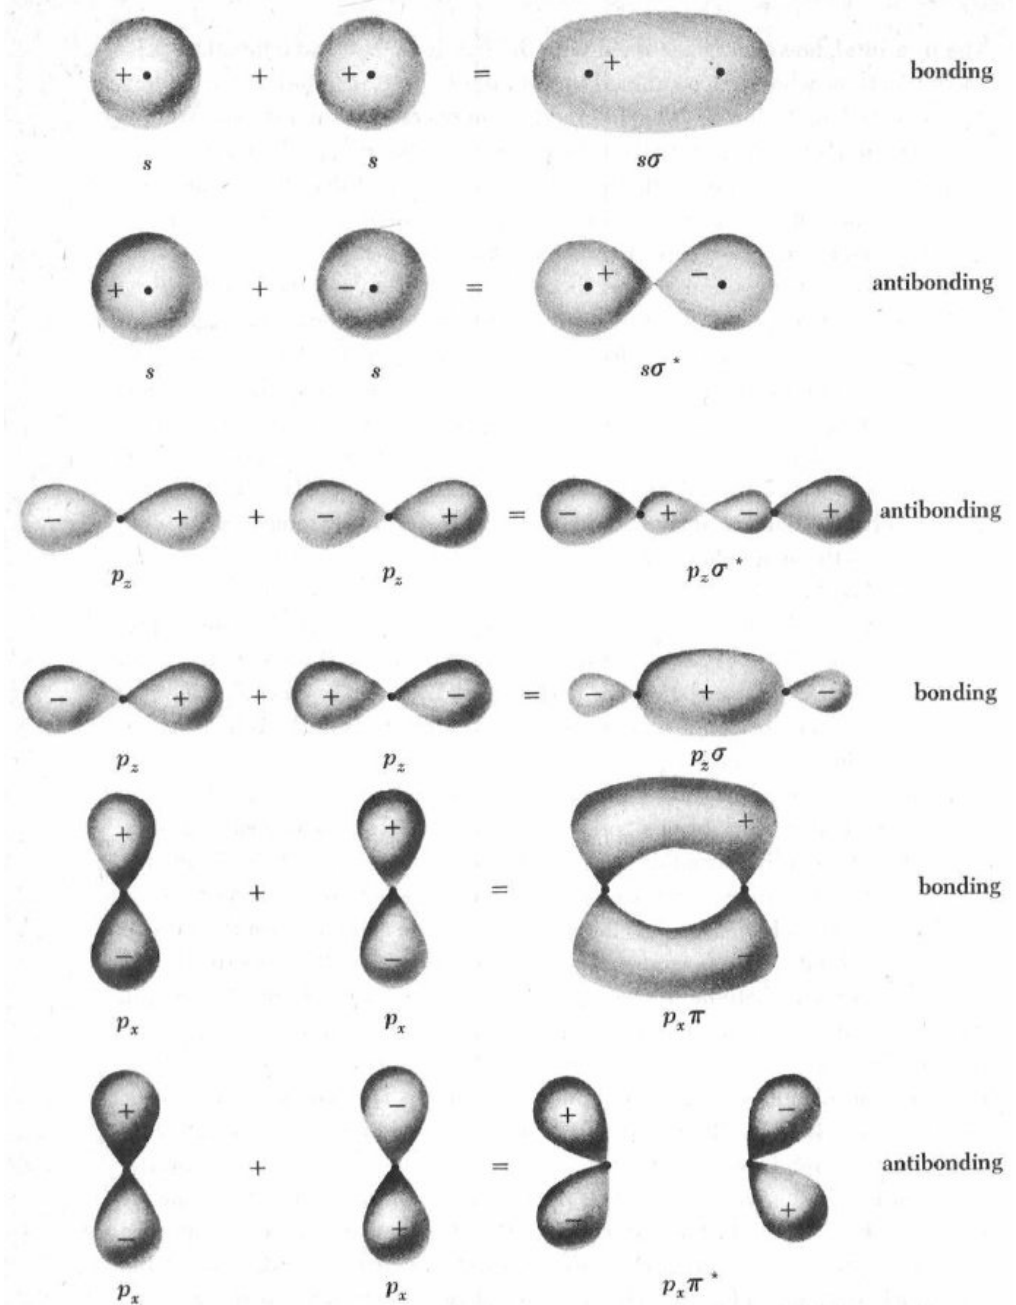 + + + = + bonding
s s sσ
+ + - = + - antibonding
s s sσ*
- + + - + = - + - + antibonding
p_z p_z p_zσ*
- + + + - = - + - bonding
p_z p_z p_zσ
+ +
+ + = + bonding
- - -
p_x p_x p_xπ
+ - + -
+ = antibonding
- + - +
p_x p_x p_xπ*